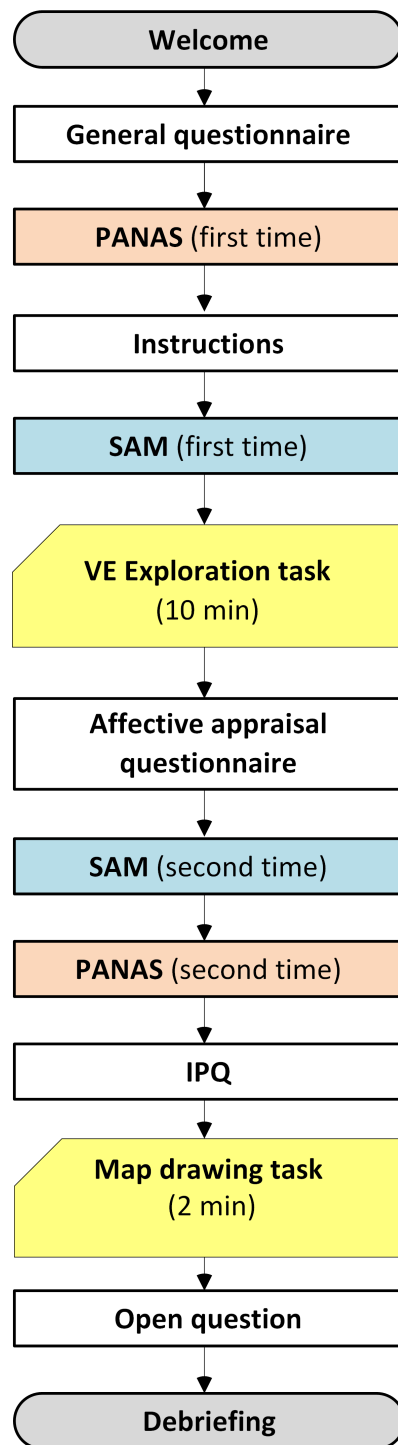 Welcome
General questionnaire
PANAS (first time)
Instructions
SAM (first time)
VE Exploration task
(10 min)
Affective appraisal
questionnaire
SAM (second time)
PANAS (second time)
IPQ
Map drawing task
(2 min)
Open question
Debriefing